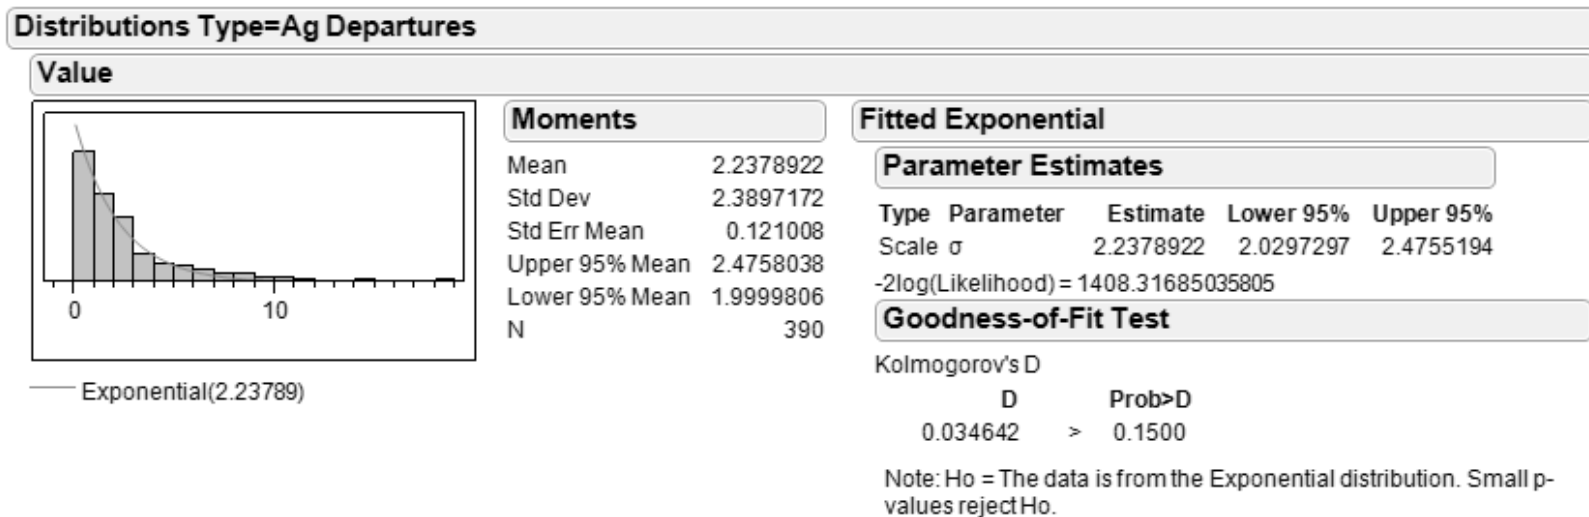 Distributions Type=Ag Departures
Value
0 10
Exponential(2.23789)
Moments
Mean 2.2378922
Std Dev 2.3897172
Std Err Mean 0.121008
Upper 95% Mean 2.4758038
Lower 95% Mean 1.9999806
N 390
Fitted Exponential
Parameter Estimates
Type Parameter Estimate Lower 95% Upper 95%
Scale σ 2.2378922 2.0297297 2.4755194
-2log(Likelihood) = 1408.31685035805
Goodness-of-Fit Test
Kolmogorov's D
D Prob>D
0.034642 > 0.1500
Note: Ho = The data is from the Exponential distribution. Small p-
values reject Ho.